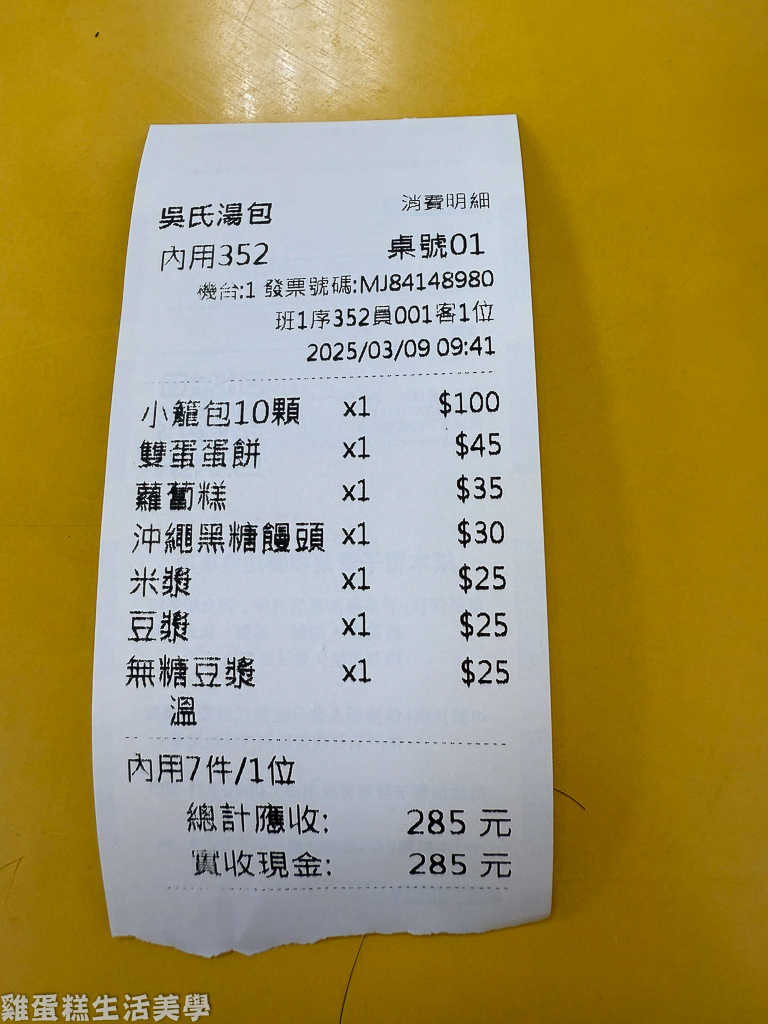 消費明細
吳氏湯包
內用352 桌號01
機台:1 發票號碼:MJ84148980
班1序352員001客1位
2025/03/09 09:41
小籠包10顆 x1 $100
雙蛋蛋餅 x1 $45
蘿蔔糕 x1 $35
沖繩黑糖饅頭 x1 $30
米漿 x1 $25
豆漿 x1 $25
無糖豆漿 x1 $25
溫
內用7件/1位
總計應收: 285 元
實收現金: 285 元
雞蛋糕生活美學